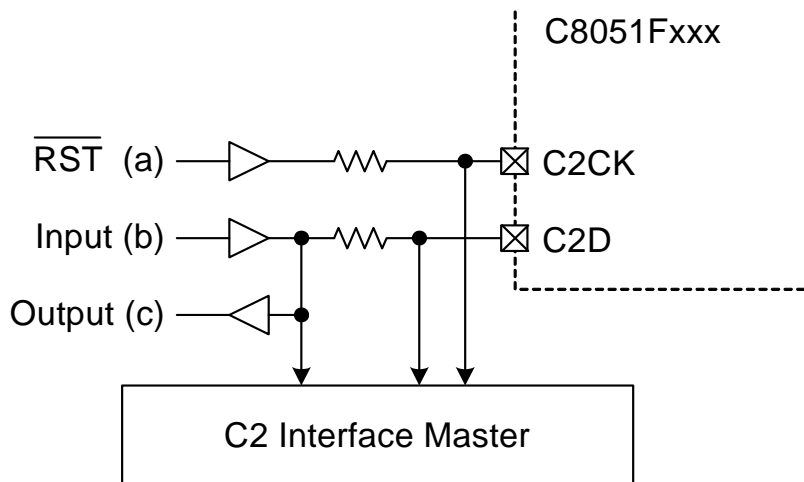 C8051Fxxx
RST (a)
C2CK
Input (b)
C2D
Output (c)
C2 Interface Master